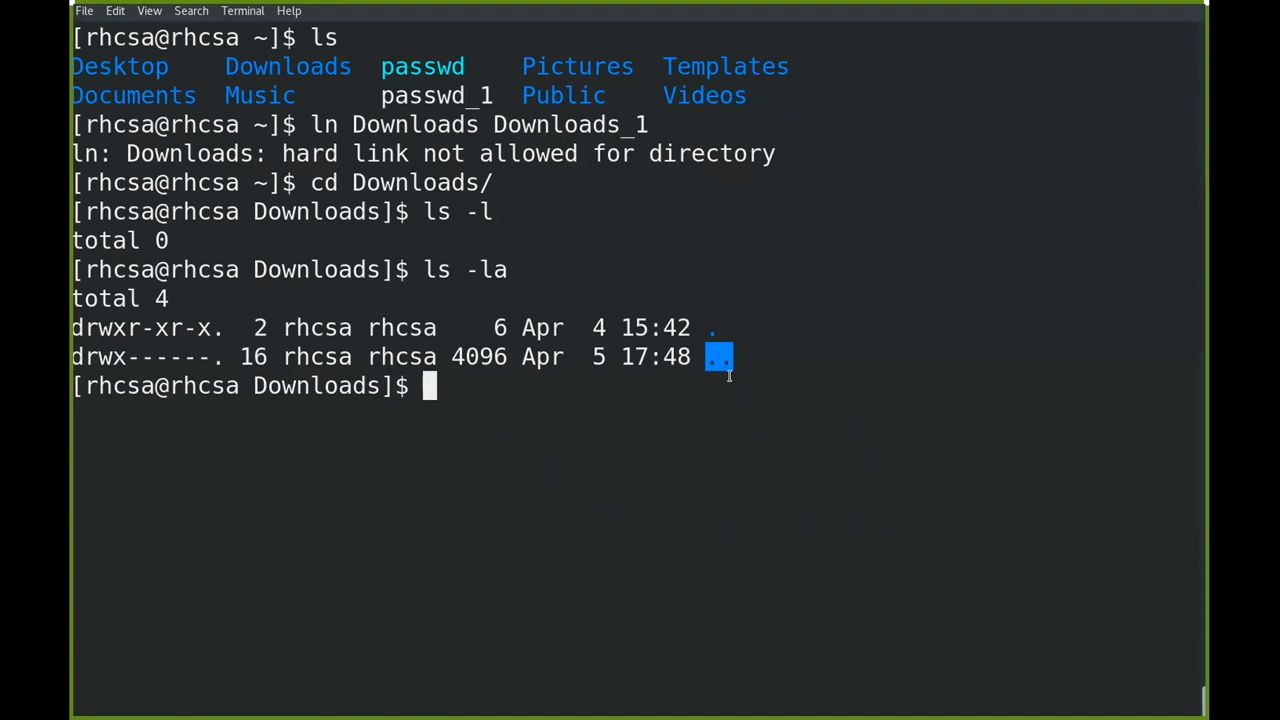 File Edit View Search Terminal Help
[rhcsa@rhcsa ~]$ ls
Desktop Downloads passwd Pictures Templates
Documents Music passwd_1 Public Videos
[rhcsa@rhcsa ~]$ ln Downloads Downloads_1
ln: Downloads: hard link not allowed for directory
[rhcsa@rhcsa ~]$ cd Downloads/
[rhcsa@rhcsa Downloads]$ ls -l
total 0
[rhcsa@rhcsa Downloads]$ ls -la
total 4
drwxr-xr-x. 2 rhcsa rhcsa 6 Apr 4 15:42 .
drwx------. 16 rhcsa rhcsa 4096 Apr 5 17:48 ..
[rhcsa@rhcsa Downloads]$